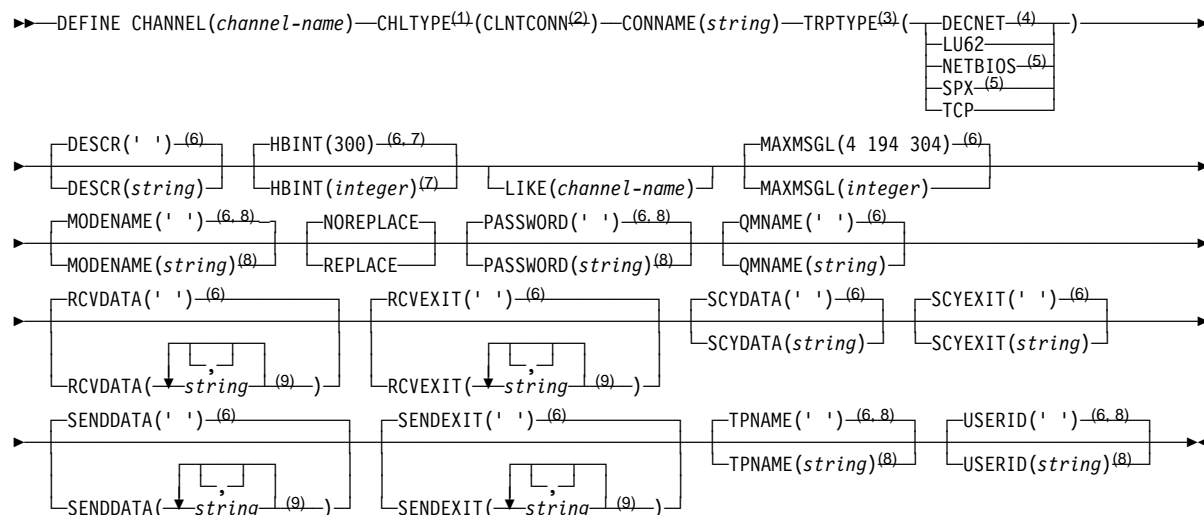 DEFINE CHANNEL(channel-name) CHLTYPE(1)(CLNTCONN(2)) CONNAME(string) TRPTYPE(3)( DECNET (4) )
LU62
NETBIOS (5)
SPX (5)
TCP
DESCR(' ') (6) HBINT(300) (6, 7) MAXMSGL(4 194 304) (6)
DESCR(string) HBINT(integer)(7) LIKE(channel-name) MAXMSGL(integer)
MODENAME(' ') (6, 8) NOREPLACE PASSWORD(' ') (6, 8) QMNAME(' ') (6)
MODENAME(string)(8) REPLACE PASSWORD(string)(8) QMNAME(string)
RCVDATA(' ') (6) RCVEXIT(' ') (6) SCYDATA(' ') (6) SCYEXIT(' ') (6)
SCYDATA(string) SCYEXIT(string)
, ,
RCVDATA( string (9) ) RCVEXIT( string (9) )
SENDDATA(' ') (6) SENDEXIT(' ') (6) TPNAME(' ') (6, 8) USERID(' ') (6, 8)
TPNAME(string)(8) USERID(string)(8)
, ,
SENDDATA( string (9) ) SENDEXIT( string (9) )